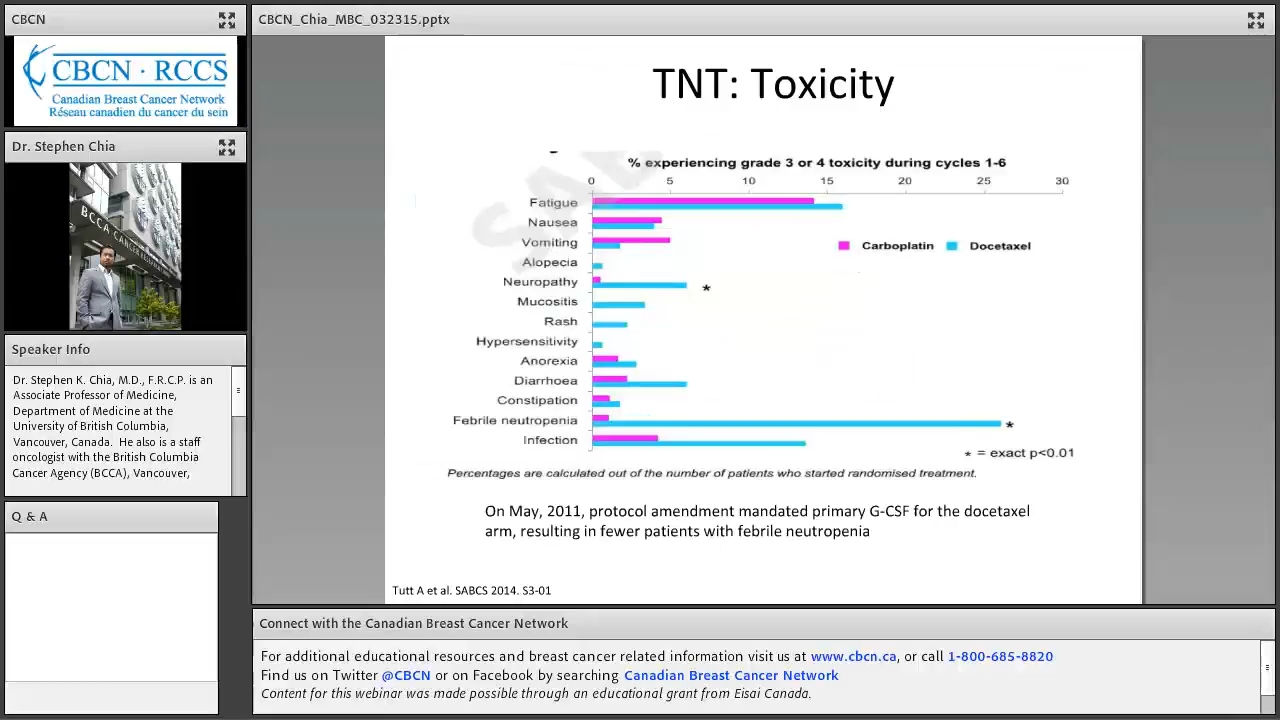 CBCN
CBCN · RCCS
Canadian Breast Cancer Network
Réseau canadien du cancer du sein
Dr. Stephen Chia
BCCA CANCER RESEARCH
Speaker Info
Dr. Stephen K. Chia, M.D., F.R.C.P. is an
Associate Professor of Medicine,
Department of Medicine at the
University of British Columbia,
Vancouver, Canada.  He also is a staff
oncologist with the British Columbia
Cancer Agency (BCCA), Vancouver,
Q & A
CBCN_Chia_MBC_032315.pptx
TNT: Toxicity
SAB
% experiencing grade 3 or 4 toxicity during cycles 1-6
0 5 10 15 20 25 30
Fatigue
Nausea
Vomiting
Carboplatin Docetaxel
Alopecia
Neuropathy *
Mucositis
Rash
Hypersensitivity
Anorexia
Diarrhoea
Constipation
Febrile neutropenia *
Infection
* = exact p<0.01
Percentages are calculated out of the number of patients who started randomised treatment.
On May, 2011, protocol amendment mandated primary G-CSF for the docetaxel
arm, resulting in fewer patients with febrile neutropenia
Tutt A et al. SABCS 2014. S3-01
Connect with the Canadian Breast Cancer Network
For additional educational resources and breast cancer related information visit us at www.cbcn.ca, or call 1-800-685-8820
Find us on Twitter @CBCN or on Facebook by searching Canadian Breast Cancer Network
Content for this webinar was made possible through an educational grant from Eisai Canada.